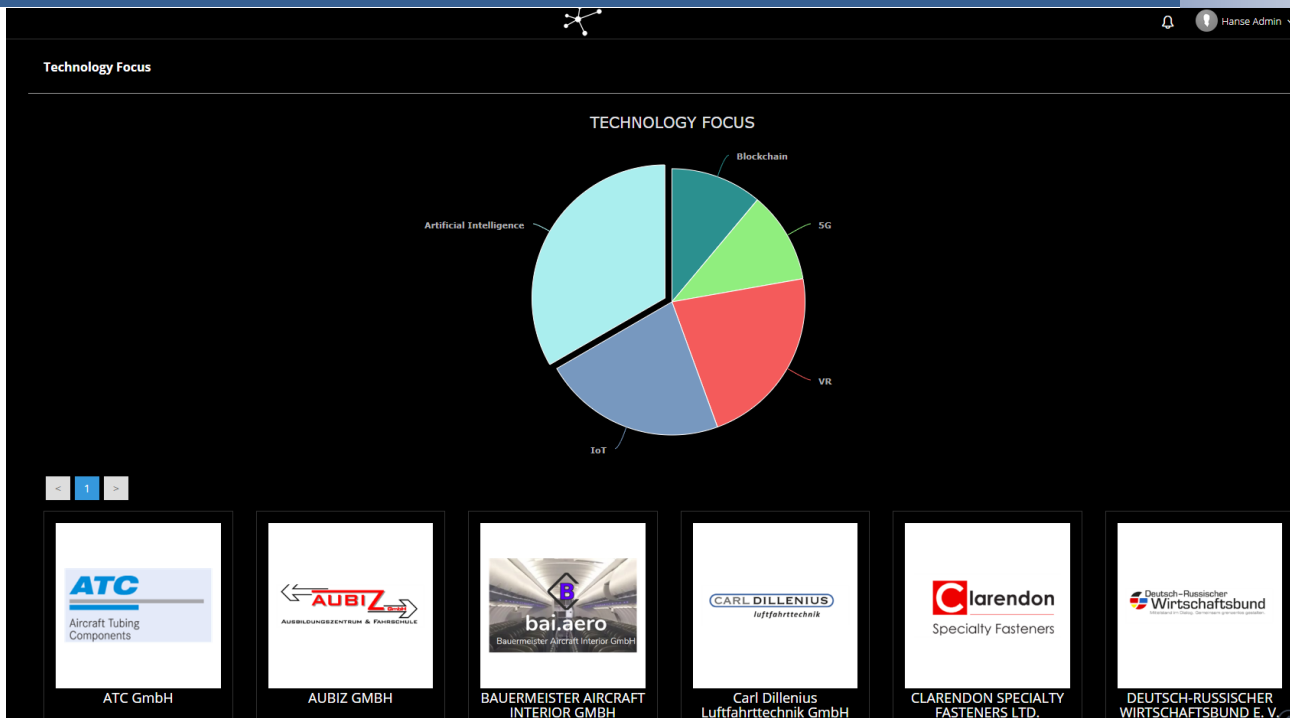 Hanse Admin
Technology Focus
TECHNOLOGY FOCUS
Blockchain
Artificial Intelligence
5G
VR
IoT
< 1 >
ATC
Aircraft Tubing
Components
ATC GmbH
AUBIZ
AUSBILDUNGSZENTRUM & FAHRSCHULE
AUBIZ GMBH
B
bai.aero
Bauermeister Aircraft Interior GmbH
BAUERMEISTER AIRCRAFT
INTERIOR GMBH
CARL DILLENIUS
luftfahrttechnik
Carl Dillenius
Luftfahrttechnik GmbH
Clarendon
Specialty Fasteners
CLARENDON SPECIALTY
FASTENERS LTD.
Deutsch-Russischer
Wirtschaftsbund
DEUTSCH-RUSSISCHER
WIRTSCHAFTSBUND E. V.